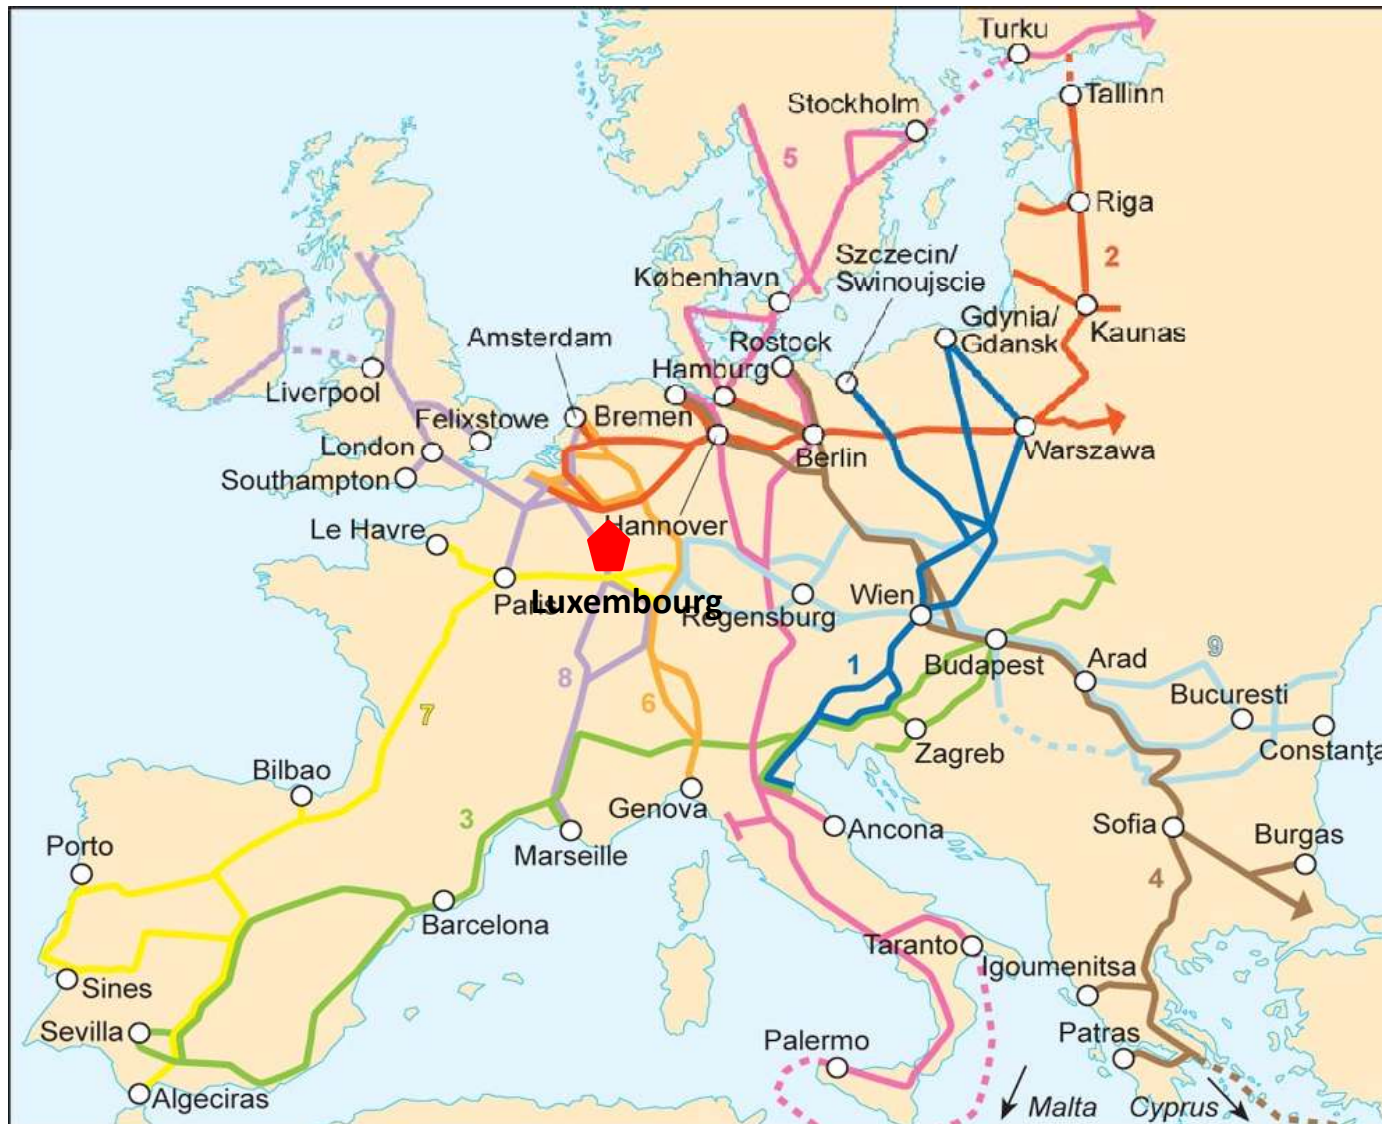 Turku
Tallinn
Stockholm
5
Riga
2
Szczecin/
Swinoujscie
København
Gdynia/
Gdansk
Kaunas
Amsterdam
Rostock
Hamburg
Liverpool
Felixstowe
Bremen
London
Berlin
Warszawa
Southampton
Le Havre
Hannover
Paris
Luxembourg
Regensburg
Wien
Budapest
Arad
9
1
8
6
7
Bucuresti
Constanţa
Zagreb
Bilbao
Genova
3
Marseille
Ancona
Sofia
Burgas
Porto
4
Barcelona
Taranto
Igoumenitsa
Sines
Sevilla
Palermo
Patras
Algeciras
Malta
Cyprus